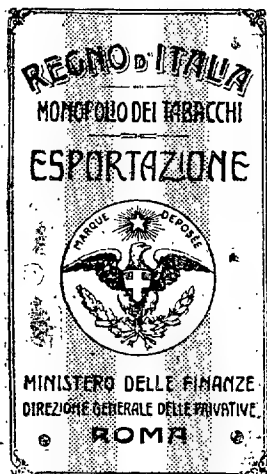 REGNO D'ITALIA
MONOPOLIO DEI TABACCHI
ESPORTAZIONE
MARQUE DEPOSÉE
MINISTERO DELLE FINANZE
DIREZIONE GENERALE DELLE PRIVATIVE
ROMA